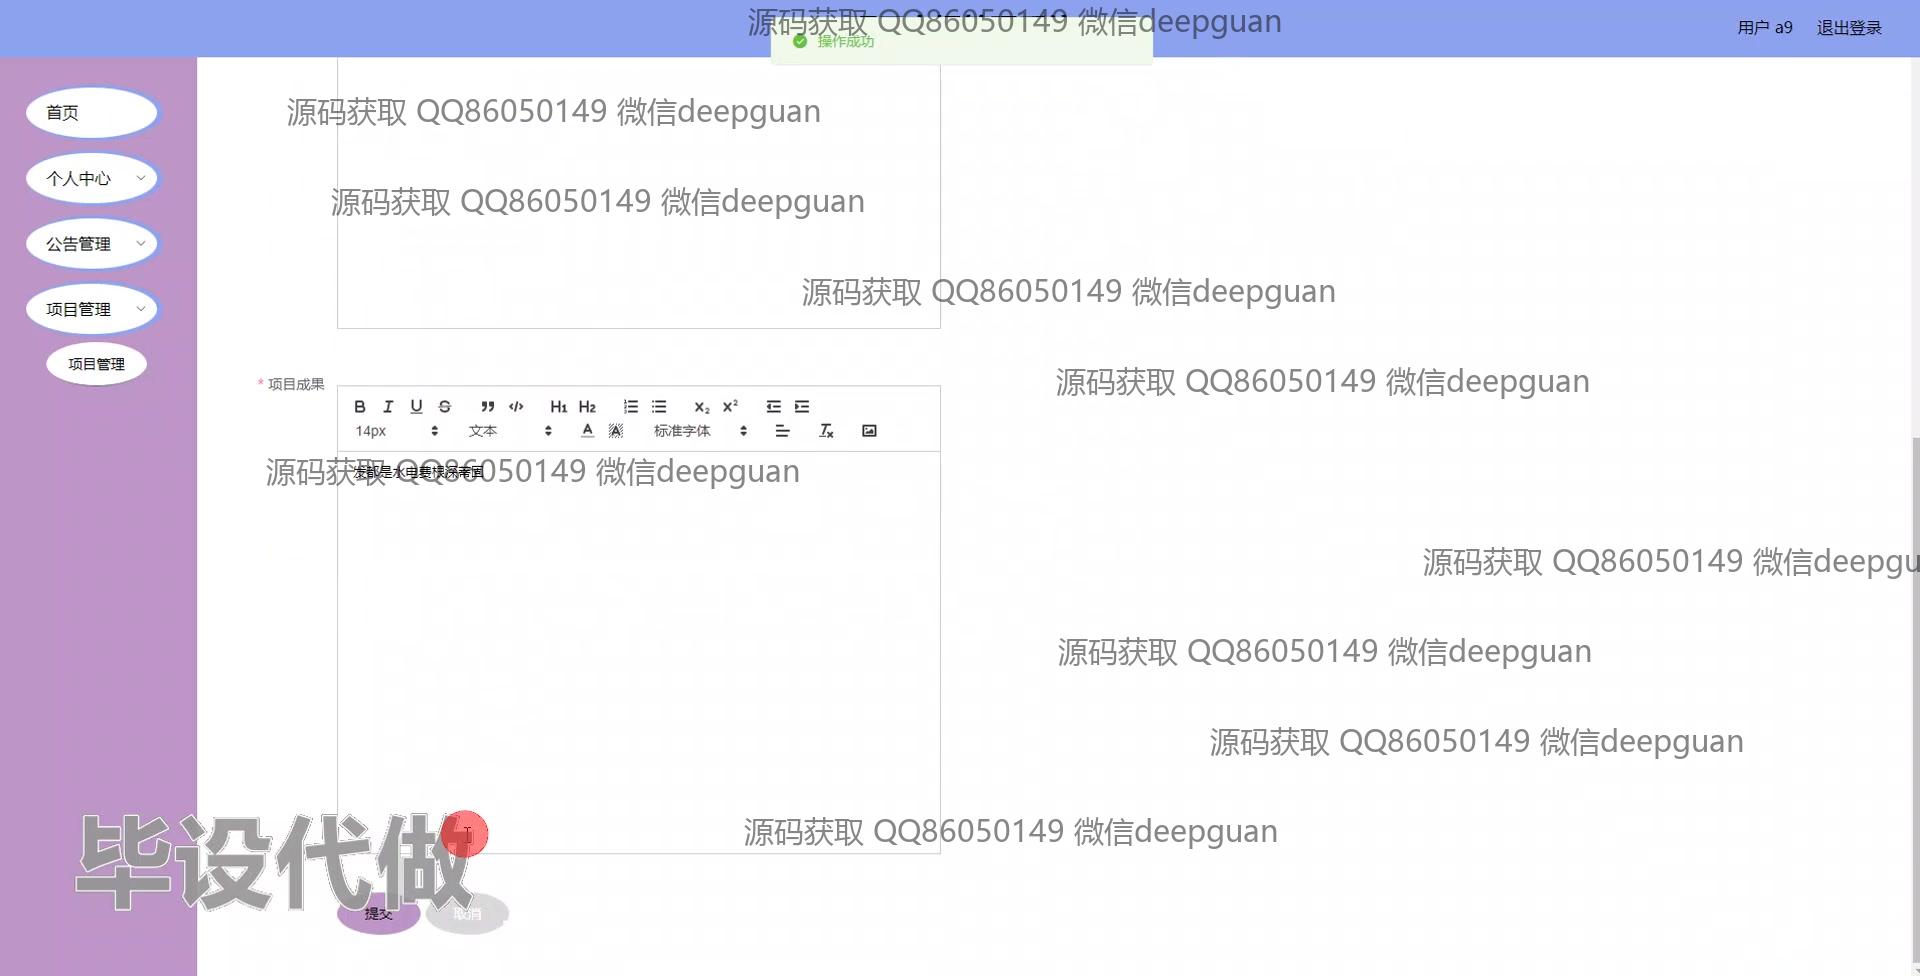 源码获取 QQ86050149 微信deepguan
操作成功
用户 a9
退出登录
首页
个人中心
公告管理
项目管理
项目管理
源码获取 QQ86050149 微信deepguan
源码获取 QQ86050149 微信deepguan
源码获取 QQ86050149 微信deepguan
源码获取 QQ86050149 微信deepguan
* 项目成果
B I U S H1 H2 X₂ X²
14px 文本 A A 标准字体 Tx
源码获取 QQ86050149 微信deepguan
源码获取 QQ86050149 微信deepgu
源码获取 QQ86050149 微信deepguan
源码获取 QQ86050149 微信deepguan
源码获取 QQ86050149 微信deepguan
毕设代做
提交
取消